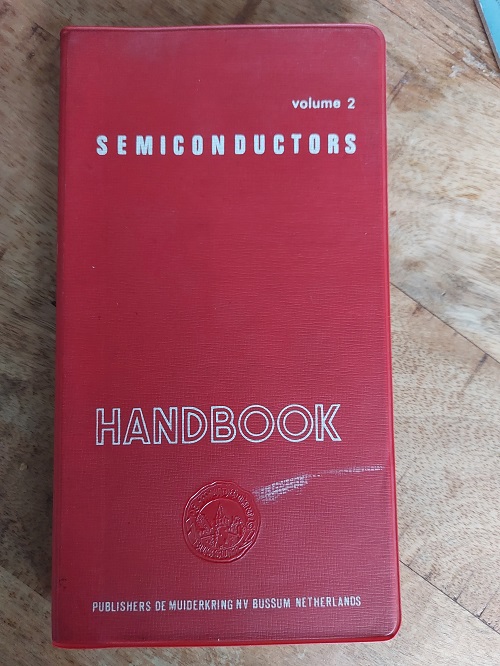 volume 2
SEMICONDUCTORS
HANDBOOK
PUBLISHERS DE MUIDERKRING NV BUSSUM NETHERLANDS